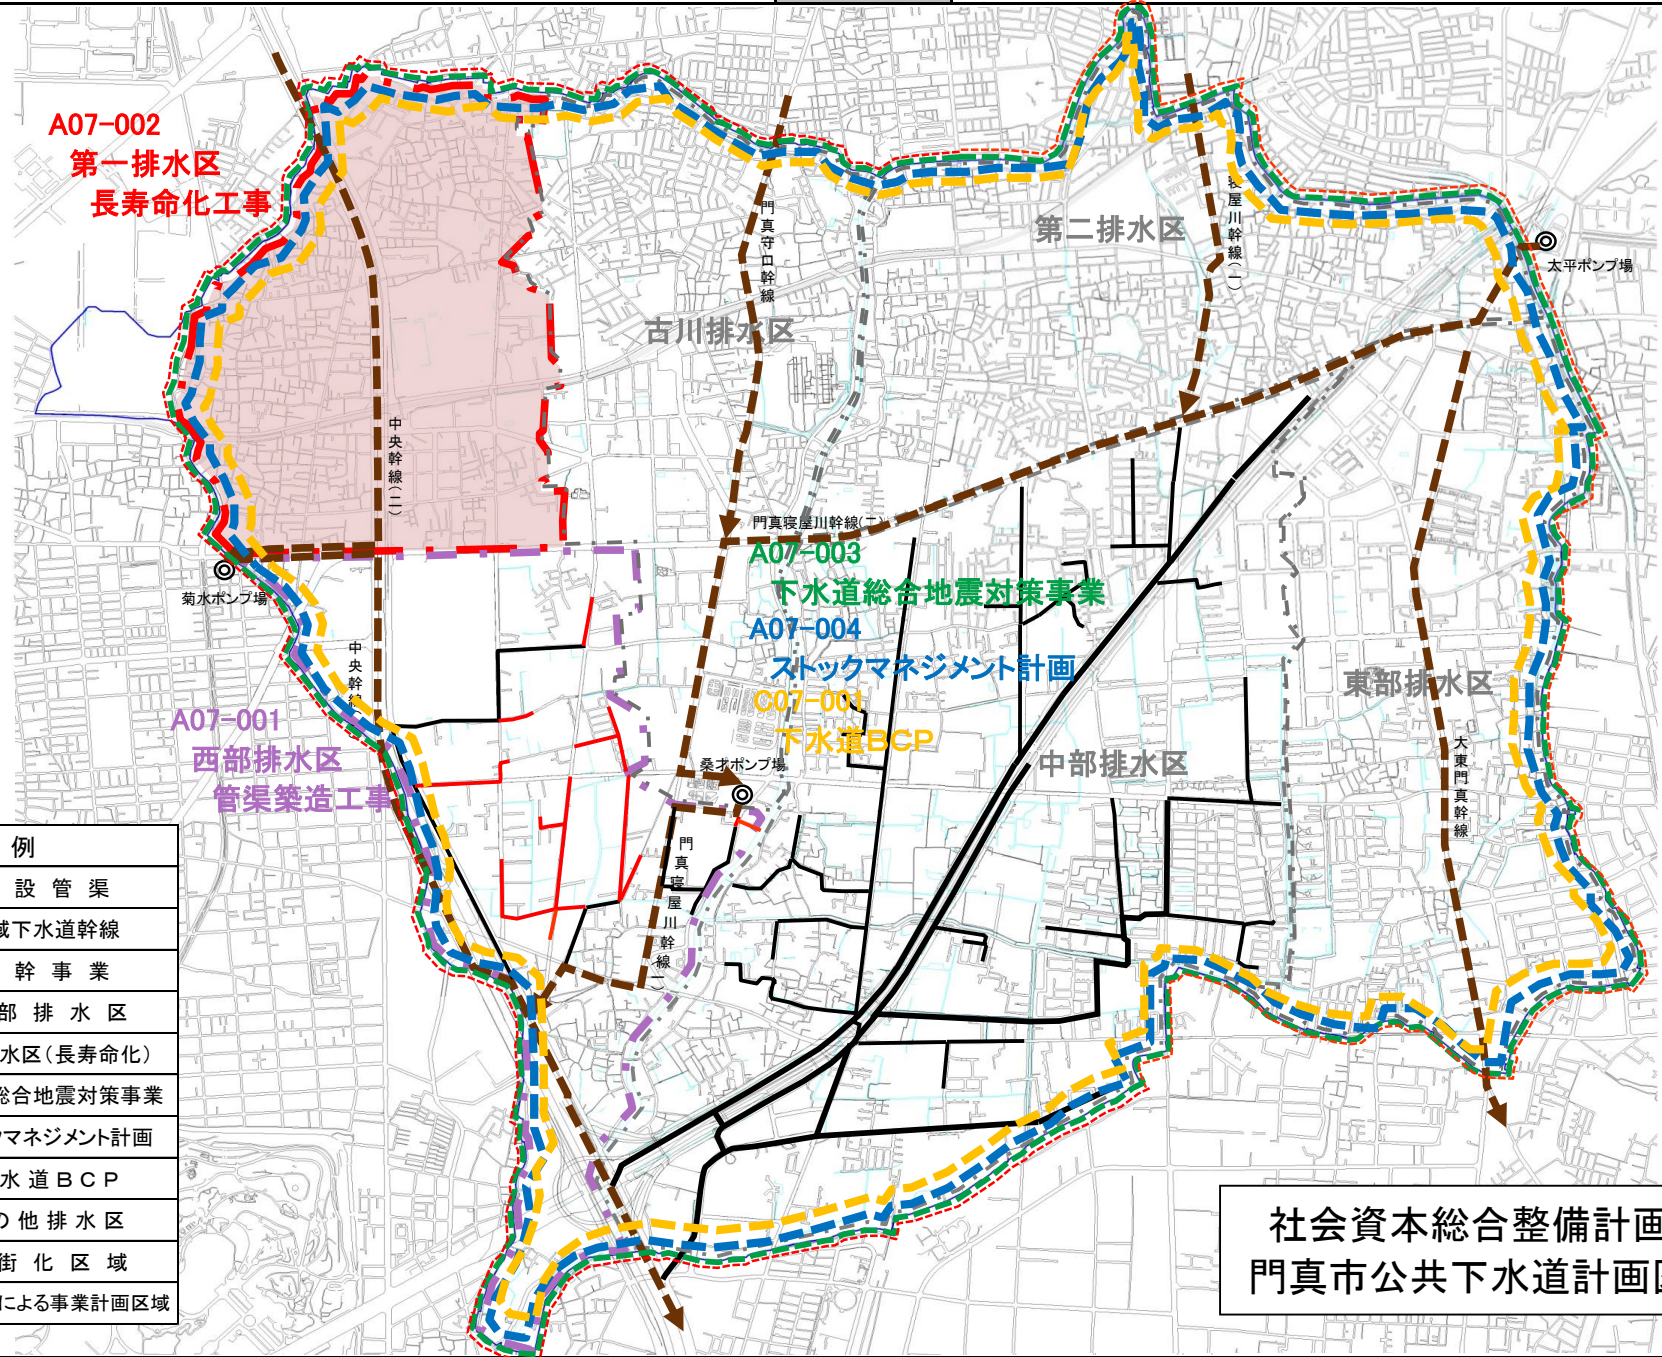 A07-002
第一排水区
長寿命化工事
門真守口幹線
第二排水区
寝屋川幹線(一)
太平ポンプ場
古川排水区
中央幹線(二)
門真寝屋川幹線(二)
A07-003
下水道総合地震対策事業
菊水ポンプ場
A07-004
ストックマネジメント計画
中央幹線
C07-001
下水道BCP
東部排水区
A07-001
西部排水区
管渠築造工事
桑才ポンプ場
中部排水区
大東門真幹線
門真寝屋川幹線
例
設管渠
域下水道幹線
幹事業
部排水区
水区(長寿命化)
総合地震対策事業
クマネジメント計画
水道BCP
の他排水区
街化区域
による事業計画区域
社会資本総合整備計画
門真市公共下水道計画区